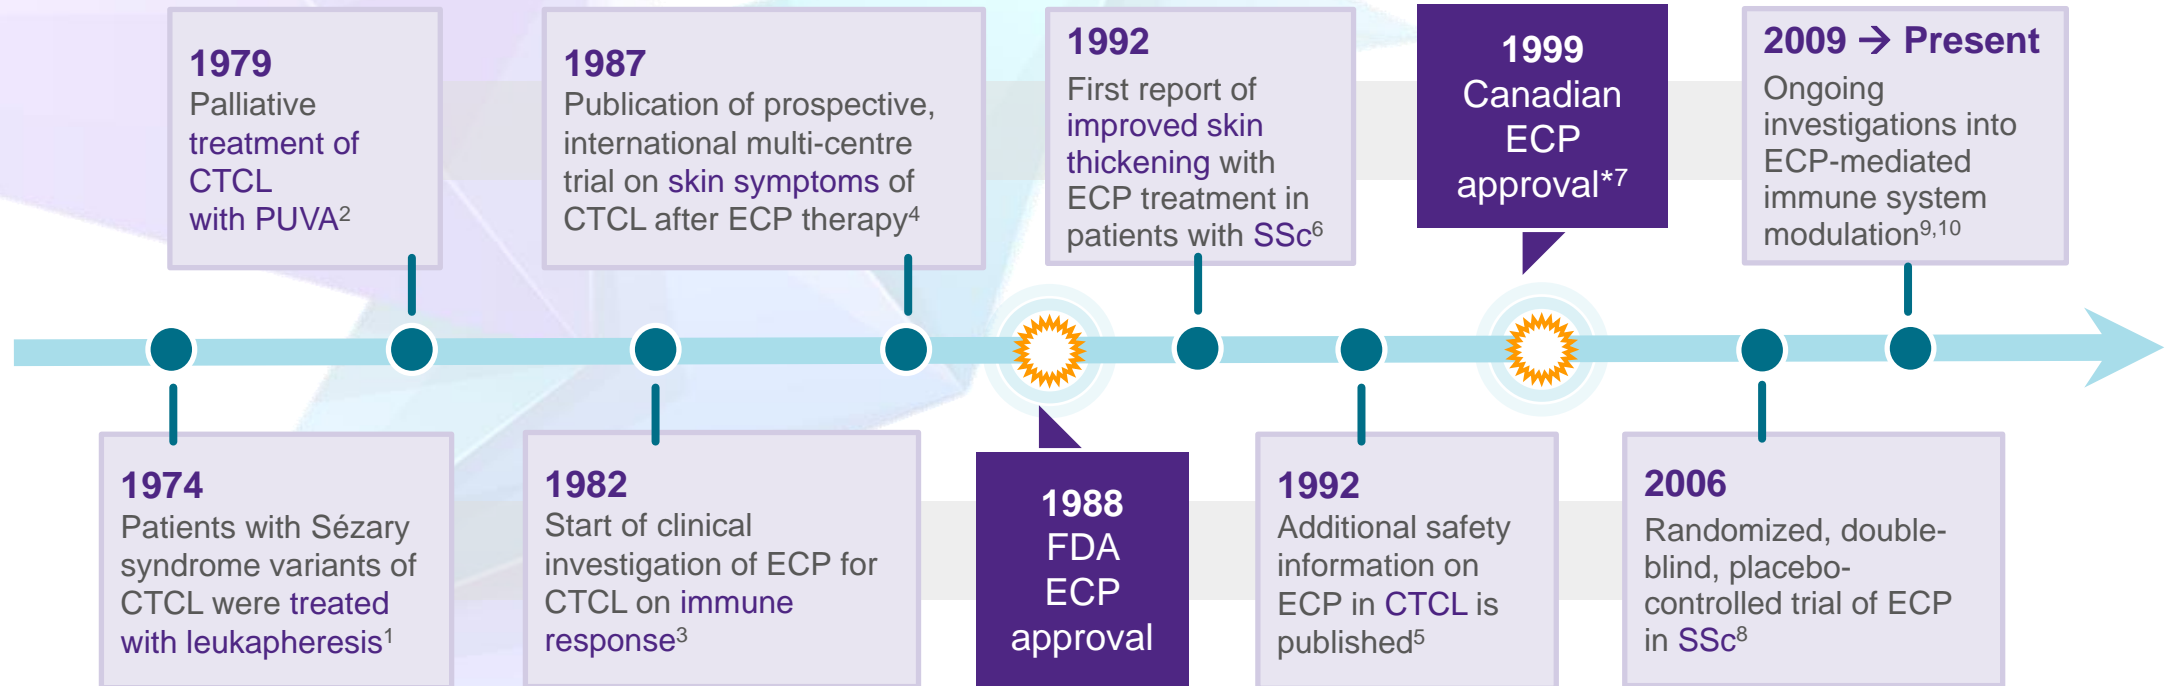 1979
Palliative
treatment of
CTCL
with PUVA²
1987
Publication of prospective,
international multi-centre
trial on skin symptoms of
CTCL after ECP therapy⁴
1992
First report of
improved skin
thickening with
ECP treatment in
patients with SSc⁶
1999
Canadian
ECP
approval*⁷
2009 → Present
Ongoing
investigations into
ECP-mediated
immune system
modulation⁹,¹⁰
1974
Patients with Sézary
syndrome variants of
CTCL were treated
with leukapheresis¹
1982
Start of clinical
investigation of ECP for
CTCL on immune
response³
1988
FDA
ECP
approval
1992
Additional safety
information on
ECP in CTCL is
published⁵
2006
Randomized, double-
blind, placebo-
controlled trial of ECP
in SSc⁸